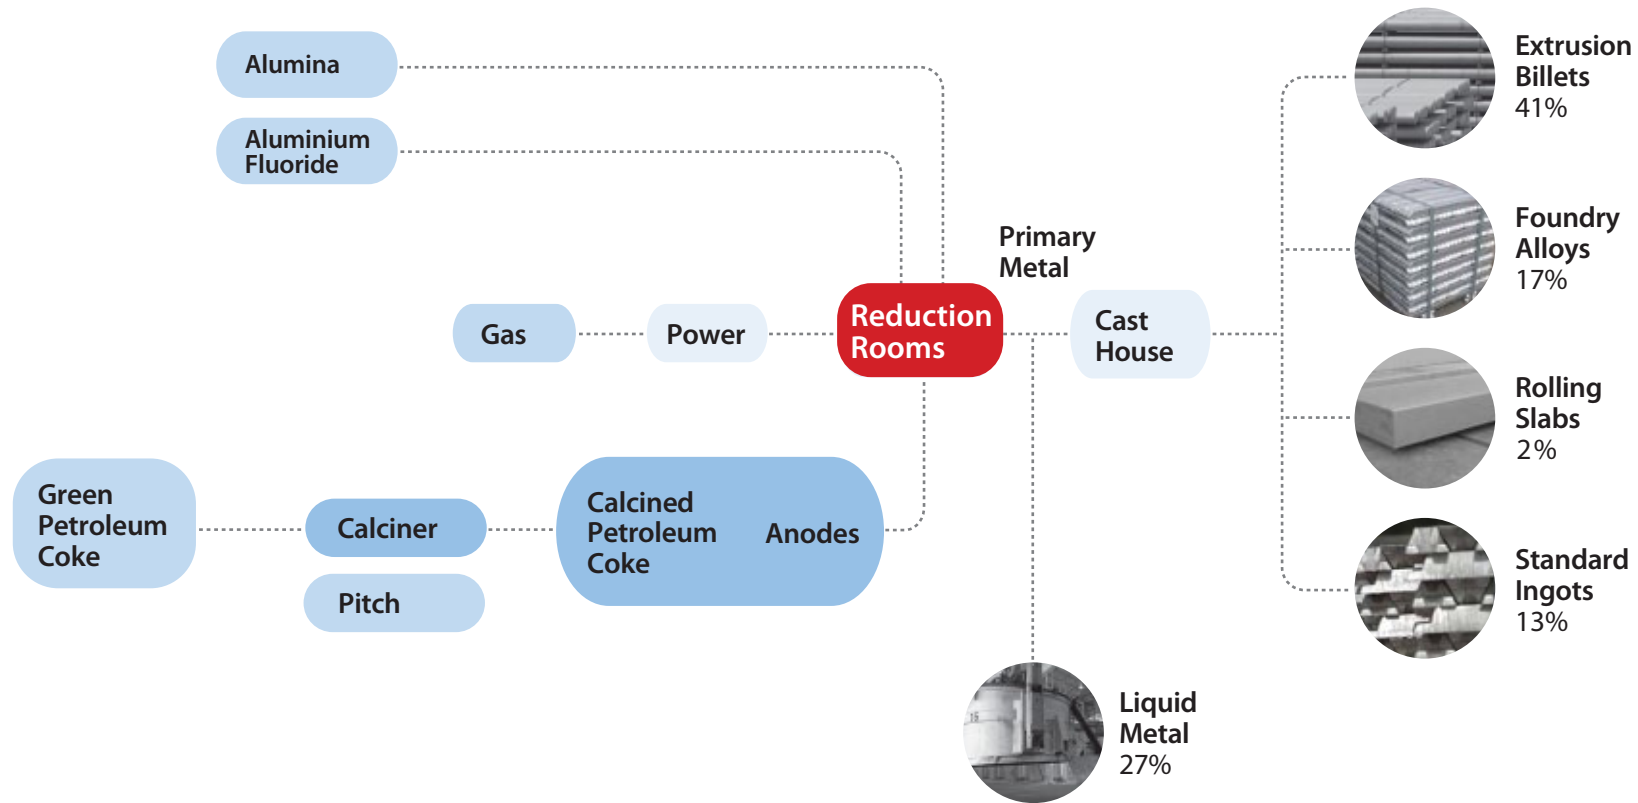 Alumina
Aluminium
Fluoride
Gas
Power
Reduction
Rooms
Primary
Metal
Cast
House
Green
Petroleum
Coke
Calciner
Pitch
Calcined
Petroleum
Coke
Anodes
Extrusion
Billets
41%
Foundry
Alloys
17%
Rolling
Slabs
2%
Standard
Ingots
13%
Liquid
Metal
27%